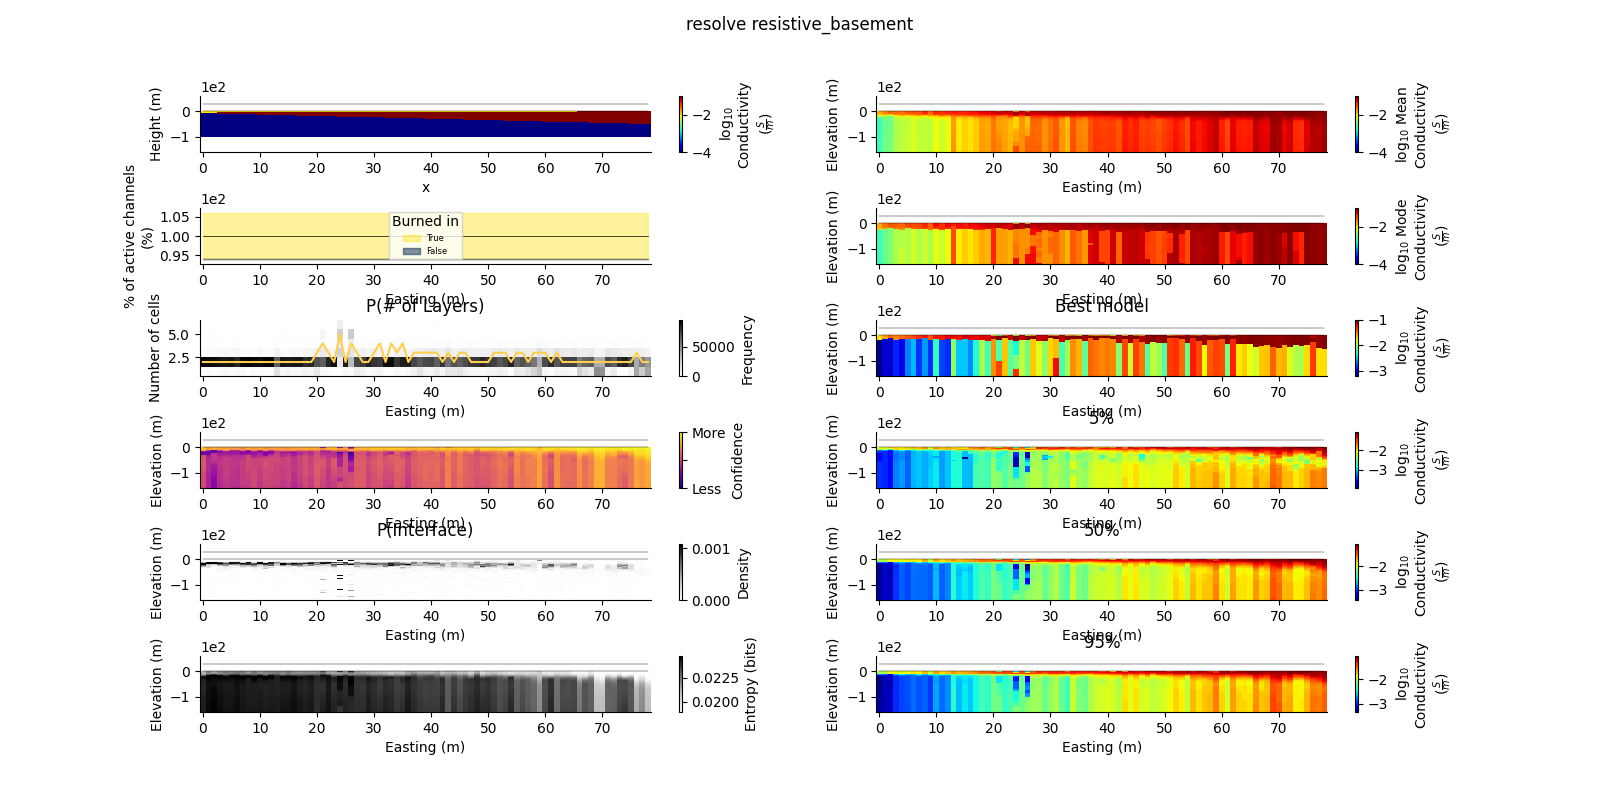 resolve resistive_basement
1e2
Height (m)
0
−1
0 10 20 30 40 50 60 70
x
−2
−4
log10
Conductivity
(S/m)
1e2
Elevation (m)
0
−1
0 10 20 30 40 50 60 70
Easting (m)
−2
−4
log10 Mean
Conductivity
(S/m)
1e2
% of active channels
(%)
1.05
1.00
0.95
Burned in
True
False
0 10 20 30 40 50 60 70
Easting (m)
1e2
Elevation (m)
0
−1
0 10 20 30 40 50 60 70
Easting (m)
−2
−4
log10 Mode
Conductivity
(S/m)
P(# of Layers)
Number of cells
5.0
2.5
0 10 20 30 40 50 60 70
Easting (m)
50000
0
Frequency
Best model
1e2
Elevation (m)
0
−1
0 10 20 30 40 50 60 70
Easting (m)
−1
−2
−3
log10
Conductivity
(S/m)
1e2
Elevation (m)
0
−1
0 10 20 30 40 50 60 70
Easting (m)
More
Less
Confidence
5%
1e2
Elevation (m)
0
−1
0 10 20 30 40 50 60 70
Easting (m)
−2
−3
log10
Conductivity
(S/m)
P(Interface)
1e2
Elevation (m)
0
−1
0 10 20 30 40 50 60 70
Easting (m)
0.001
0.000
Density
50%
1e2
Elevation (m)
0
−1
0 10 20 30 40 50 60 70
Easting (m)
−2
−3
log10
Conductivity
(S/m)
1e2
Elevation (m)
0
−1
0 10 20 30 40 50 60 70
Easting (m)
0.0225
0.0200
Entropy (bits)
95%
1e2
Elevation (m)
0
−1
0 10 20 30 40 50 60 70
Easting (m)
−2
−3
log10
Conductivity
(S/m)